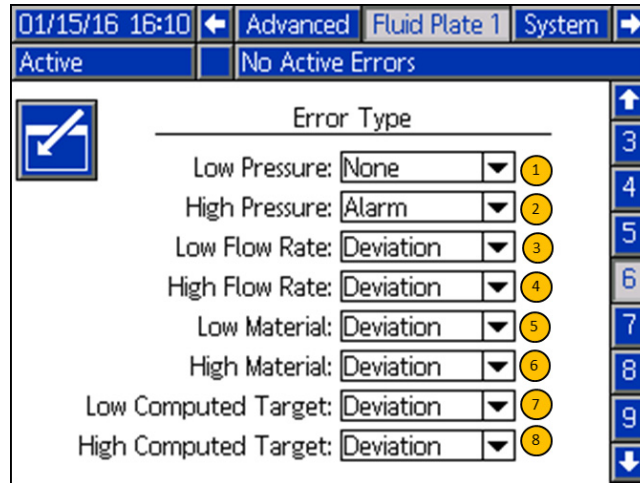 01/15/16 16:10 Advanced Fluid Plate 1 System
Active No Active Errors
Error Type
Low Pressure: None 1
High Pressure: Alarm 2
Low Flow Rate: Deviation 3
High Flow Rate: Deviation 4
Low Material: Deviation 5
High Material: Deviation 6
Low Computed Target: Deviation 7
High Computed Target: Deviation 8
3
4
5
6
7
8
9